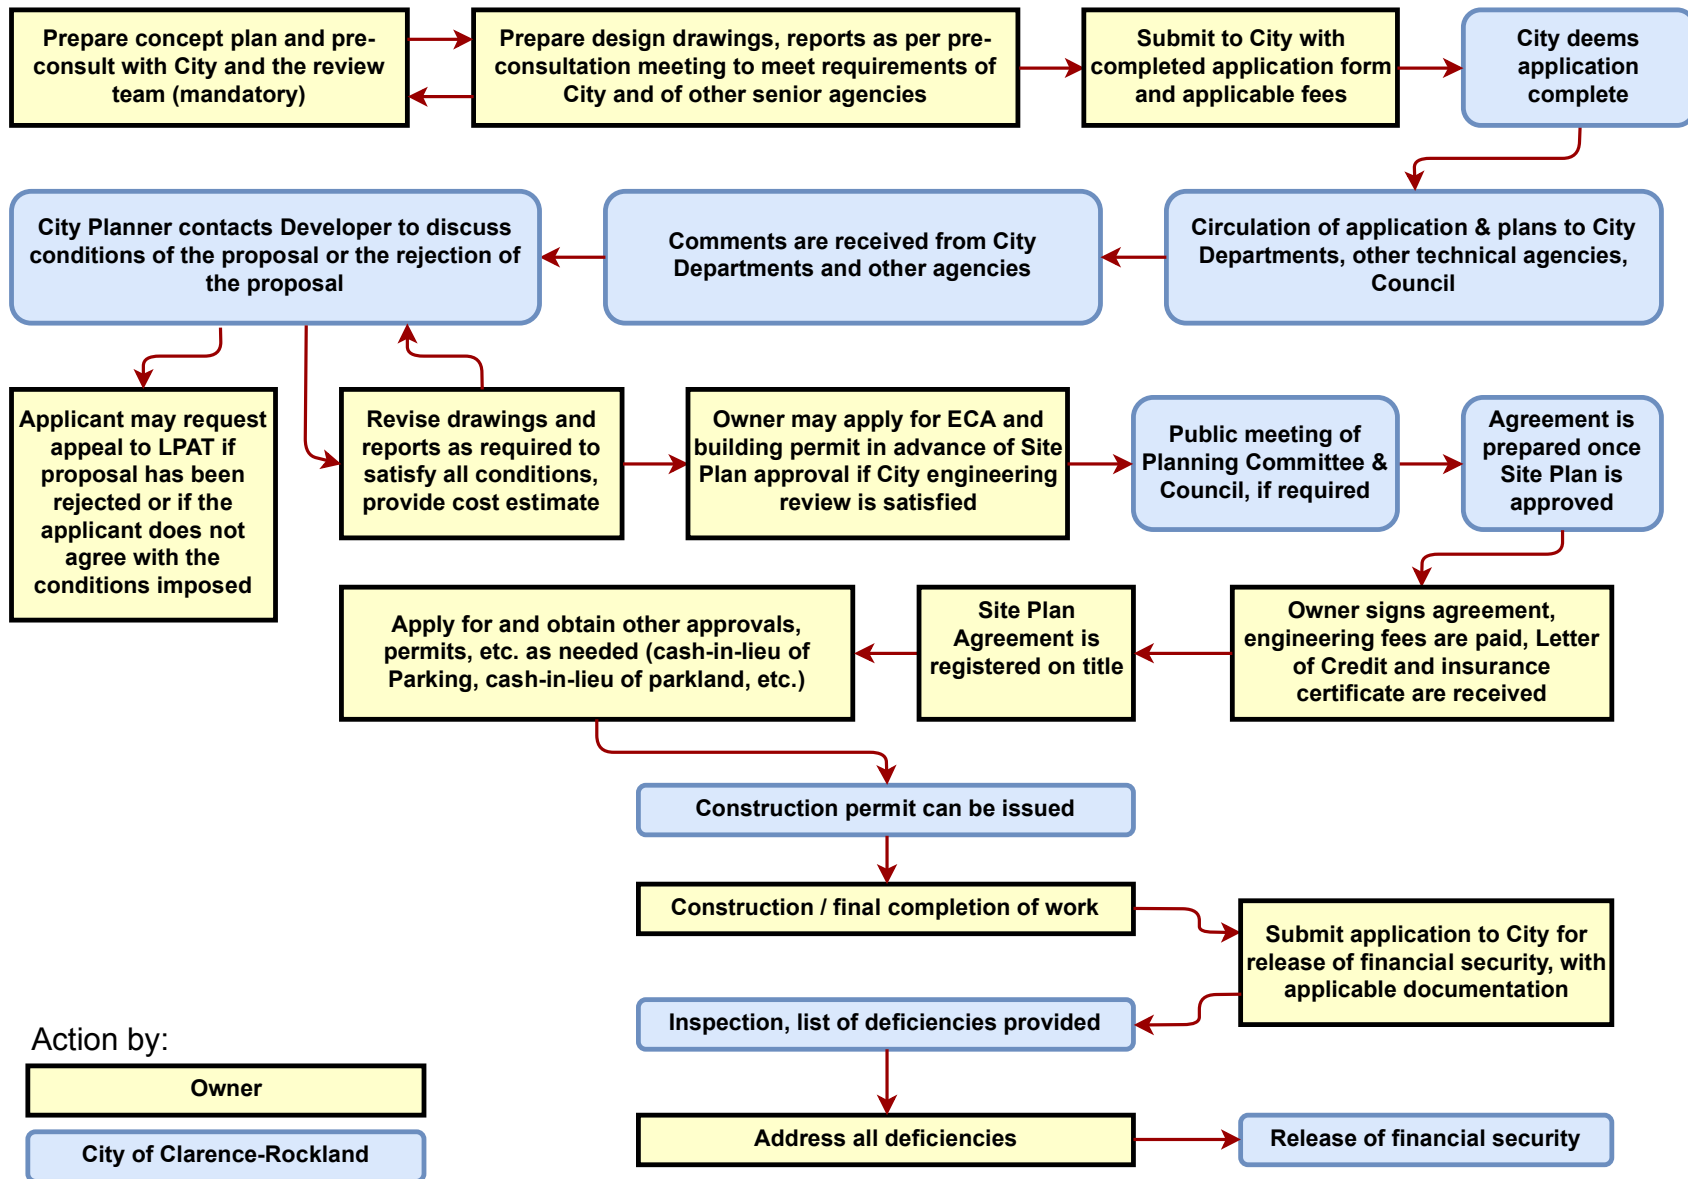 Prepare concept plan and pre-
consult with City and the review
team (mandatory)
Prepare design drawings, reports as per pre-
consultation meeting to meet requirements of
City and of other senior agencies
Submit to City with
completed application form
and applicable fees
City deems
application
complete
Circulation of application & plans to City
Departments, other technical agencies,
Council
Comments are received from City
Departments and other agencies
City Planner contacts Developer to discuss
conditions of the proposal or the rejection of
the proposal
Applicant may request
appeal to LPAT if
proposal has been
rejected or if the
applicant does not
agree with the
conditions imposed
Revise drawings and
reports as required to
satisfy all conditions,
provide cost estimate
Owner may apply for ECA and
building permit in advance of Site
Plan approval if City engineering
review is satisfied
Public meeting of
Planning Committee &
Council, if required
Agreement is
prepared once
Site Plan is
approved
Owner signs agreement,
engineering fees are paid, Letter
of Credit and insurance
certificate are received
Site Plan
Agreement is
registered on title
Apply for and obtain other approvals,
permits, etc. as needed (cash-in-lieu of
Parking, cash-in-lieu of parkland, etc.)
Construction permit can be issued
Construction / final completion of work
Submit application to City for
release of financial security, with
applicable documentation
Inspection, list of deficiencies provided
Address all deficiencies
Release of financial security
Action by:
Owner
City of Clarence-Rockland